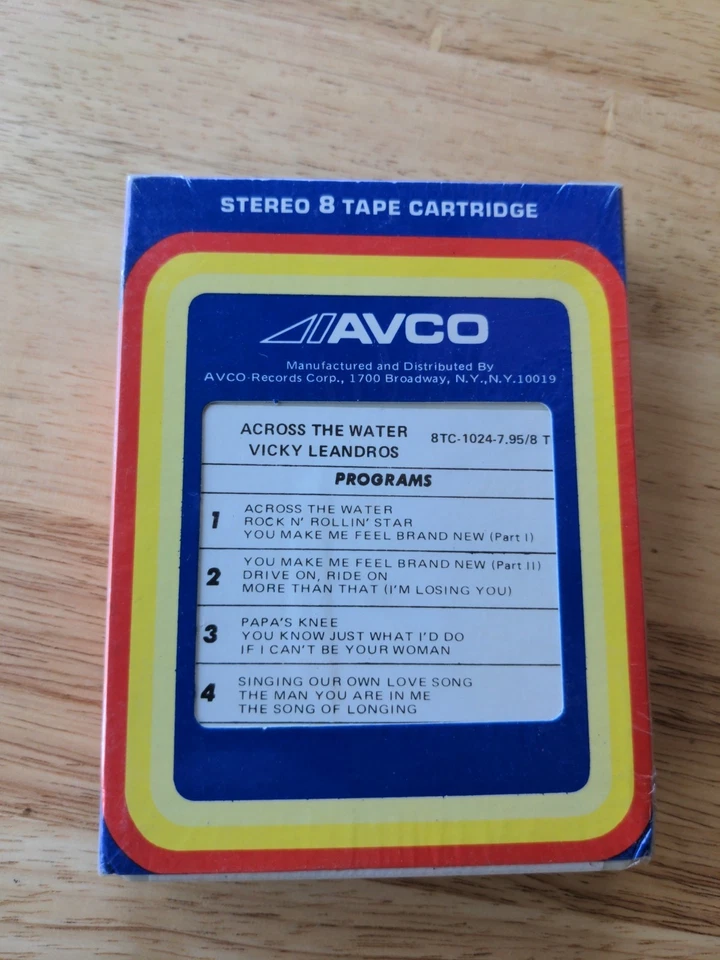 STEREO 8 TAPE CARTRIDGE
AVCO
Manufactured and Distributed By
AVCO Records Corp., 1700 Broadway, N.Y.,N.Y.10019
ACROSS THE WATER 8TC-1024-7.95/8 T
VICKY LEANDROS
PROGRAMS
1 ACROSS THE WATER
ROCK N' ROLLIN' STAR
YOU MAKE ME FEEL BRAND NEW (Part I)
2 YOU MAKE ME FEEL BRAND NEW (Part II)
DRIVE ON, RIDE ON
MORE THAN THAT (I'M LOSING YOU)
3 PAPA'S KNEE
YOU KNOW JUST WHAT I'D DO
IF I CAN'T BE YOUR WOMAN
4 SINGING OUR OWN LOVE SONG
THE MAN YOU ARE IN ME
THE SONG OF LONGING